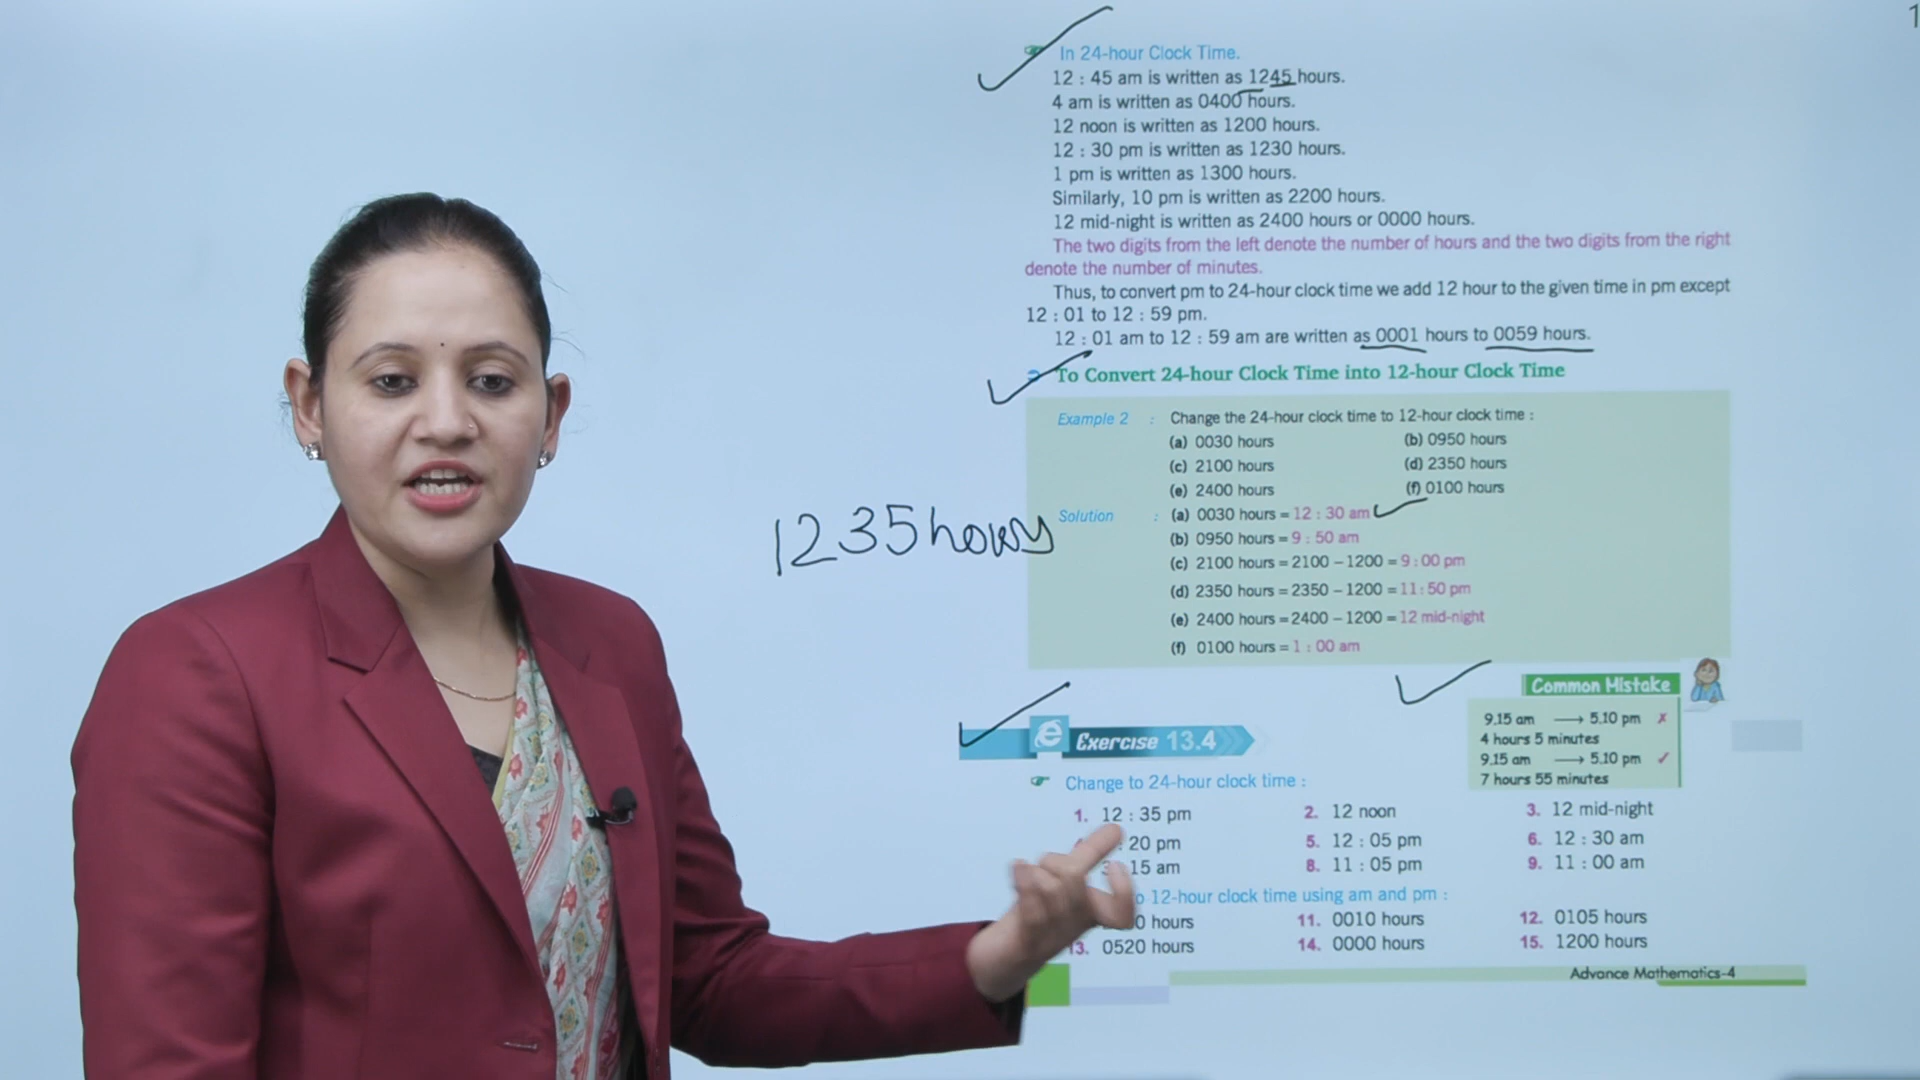 1
In 24-hour Clock Time.
12 : 45 am is written as 1245 hours.
4 am is written as 0400 hours.
12 noon is written as 1200 hours.
12 : 30 pm is written as 1230 hours.
1 pm is written as 1300 hours.
Similarly, 10 pm is written as 2200 hours.
12 mid-night is written as 2400 hours or 0000 hours.
The two digits from the left denote the number of hours and the two digits from the right
denote the number of minutes.
Thus, to convert pm to 24-hour clock time we add 12 hour to the given time in pm except
12 : 01 to 12 : 59 pm.
12 : 01 am to 12 : 59 am are written as 0001 hours to 0059 hours.
To Convert 24-hour Clock Time into 12-hour Clock Time
Example 2 : Change the 24-hour clock time to 12-hour clock time :
(a) 0030 hours (b) 0950 hours
(c) 2100 hours (d) 2350 hours
(e) 2400 hours (f) 0100 hours
Solution : (a) 0030 hours = 12 : 30 am
(b) 0950 hours = 9 : 50 am
(c) 2100 hours = 2100 – 1200 = 9 : 00 pm
(d) 2350 hours = 2350 – 1200 = 11 : 50 pm
(e) 2400 hours = 2400 – 1200 = 12 mid-night
(f) 0100 hours = 1 : 00 am
1235 hours
Common Mistake
9.15 am → 5.10 pm ✗
4 hours 5 minutes
9.15 am → 5.10 pm ✓
7 hours 55 minutes
e Exercise 13.4
Change to 24-hour clock time :
1. 12 : 35 pm 2. 12 noon 3. 12 mid-night
: 20 pm 5. 12 : 05 pm 6. 12 : 30 am
15 am 8. 11 : 05 pm 9. 11 : 00 am
12-hour clock time using am and pm :
0 hours 11. 0010 hours 12. 0105 hours
13. 0520 hours 14. 0000 hours 15. 1200 hours
Advance Mathematics-4